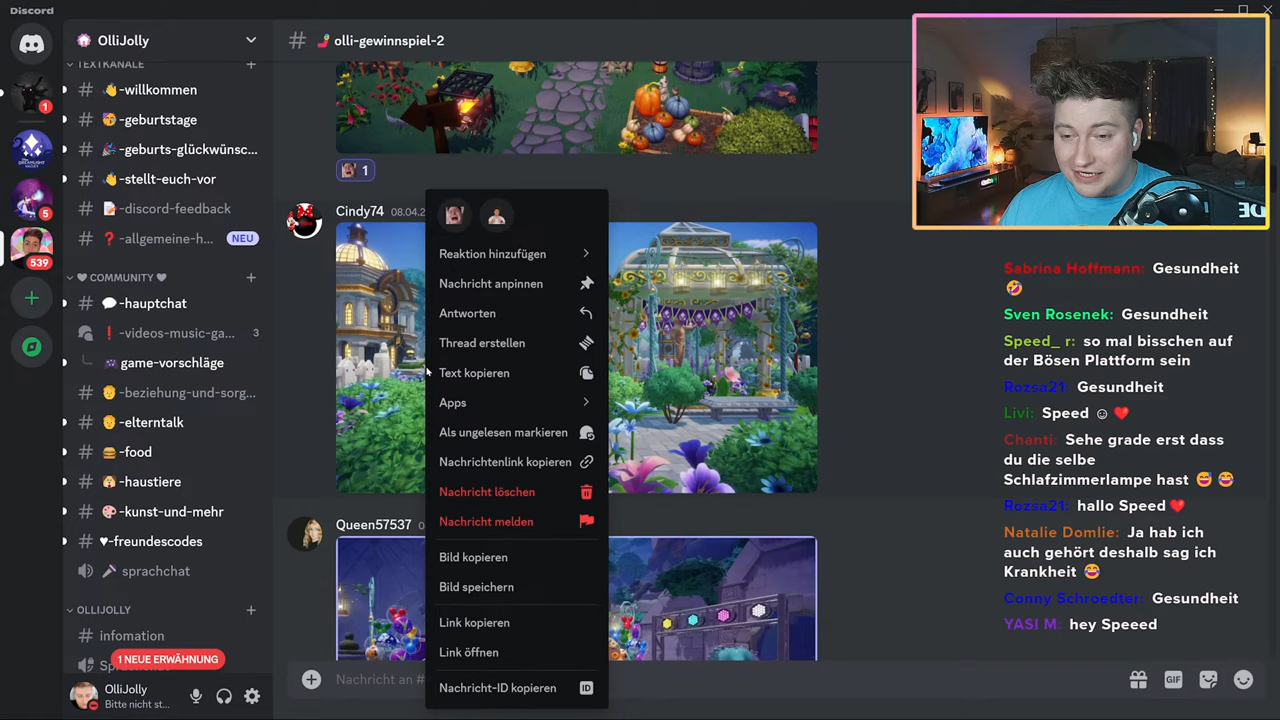 Discord
OllíJolly
TEXTKANÄLE
-willkommen
-geburtstage
-geburts-glückwünsc...
-stellt-euch-vor
-discord-feedback
-allgemeine-h... NEU
COMMUNITY
-hauptchat
-videos-music-ga... 3
game-vorschläge
-beziehung-und-sorg...
-elterntalk
-food
-haustiere
-kunst-und-mehr
-freundescodes
sprachchat
OLLIJOLLY
infomation
1 NEUE ERWÄHNUNG
OlliJolly
Bitte nicht st...
1
5
539
# olli-gewinnspiel-2
1
Cindy74 08.04.2
Queen57537 0
Nachricht an #
GIF
Reaktion hinzufügen
Nachricht anpinnen
Antworten
Thread erstellen
Text kopieren
Apps
Als ungelesen markieren
Nachrichtenlink kopieren
Nachricht löschen
Nachricht melden
Bild kopieren
Bild speichern
Link kopieren
Link öffnen
Nachricht-ID kopieren ID
Sabrina Hoffmann: Gesundheit
Sven Rosenek: Gesundheit
Speed_ r: so mal bisschen auf
der Bösen Plattform sein
Rozsa21: Gesundheit
Livi: Speed
Chanti: Sehe grade erst dass
du die selbe
Schlafzimmerlampe hast
Rozsa21: hallo Speed
Natalie Domlie: Ja hab ich
auch gehört deshalb sag ich
Krankheit
Conny Schroedter: Gesundheit
YASI M: hey Speeed